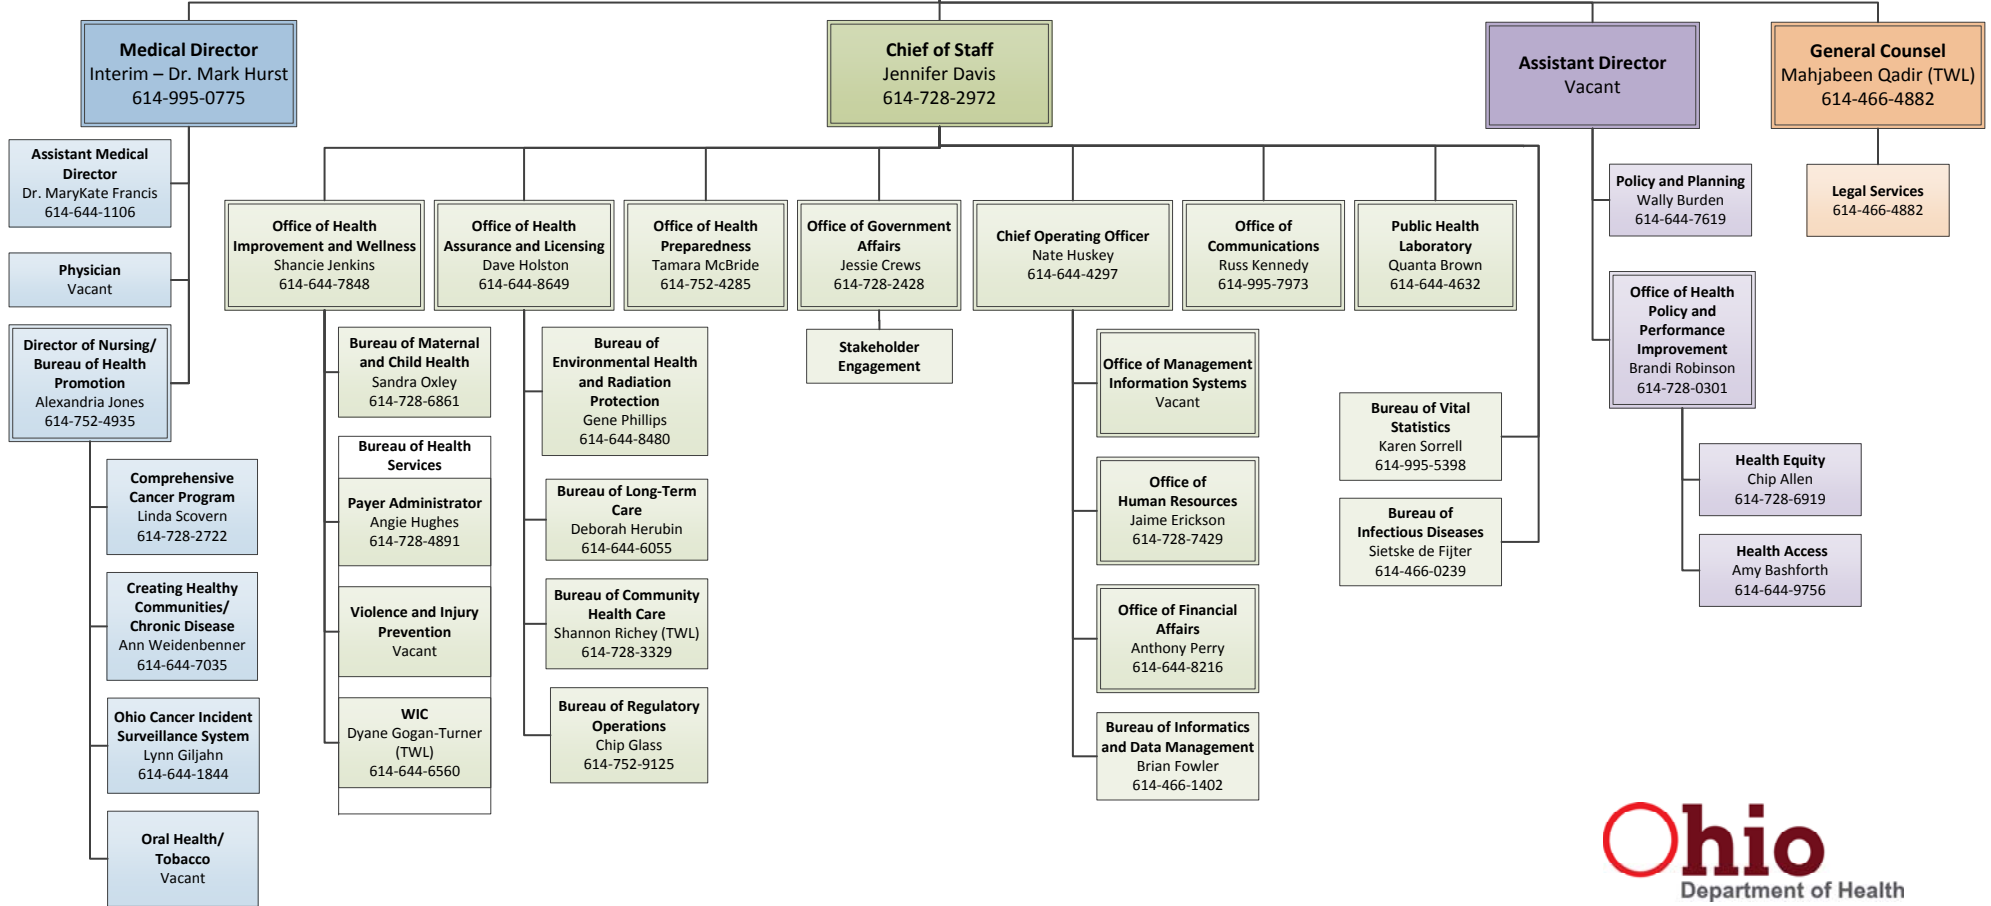 Medical Director
Interim – Dr. Mark Hurst
614-995-0775
Chief of Staff
Jennifer Davis
614-728-2972
Assistant Director
Vacant
General Counsel
Mahjabeen Qadir (TWL)
614-466-4882
Assistant Medical
Director
Dr. MaryKate Francis
614-644-1106
Physician
Vacant
Director of Nursing/
Bureau of Health
Promotion
Alexandria Jones
614-752-4935
Comprehensive
Cancer Program
Linda Scovern
614-728-2722
Creating Healthy
Communities/
Chronic Disease
Ann Weidenbenner
614-644-7035
Ohio Cancer Incident
Surveillance System
Lynn Giljahn
614-644-1844
Oral Health/
Tobacco
Vacant
Office of Health
Improvement and Wellness
Shancie Jenkins
614-644-7848
Bureau of Maternal
and Child Health
Sandra Oxley
614-728-6861
Bureau of Health
Services
Payer Administrator
Angie Hughes
614-728-4891
Violence and Injury
Prevention
Vacant
WIC
Dyane Gogan-Turner
(TWL)
614-644-6560
Office of Health
Assurance and Licensing
Dave Holston
614-644-8649
Bureau of
Environmental Health
and Radiation
Protection
Gene Phillips
614-644-8480
Bureau of Long-Term
Care
Deborah Herubin
614-644-6055
Bureau of Community
Health Care
Shannon Richey (TWL)
614-728-3329
Bureau of Regulatory
Operations
Chip Glass
614-752-9125
Office of Health
Preparedness
Tamara McBride
614-752-4285
Office of Government
Affairs
Jessie Crews
614-728-2428
Stakeholder
Engagement
Chief Operating Officer
Nate Huskey
614-644-4297
Office of Management
Information Systems
Vacant
Office of
Human Resources
Jaime Erickson
614-728-7429
Office of Financial
Affairs
Anthony Perry
614-644-8216
Bureau of Informatics
and Data Management
Brian Fowler
614-466-1402
Office of
Communications
Russ Kennedy
614-995-7973
Public Health
Laboratory
Quanta Brown
614-644-4632
Bureau of Vital
Statistics
Karen Sorrell
614-995-5398
Bureau of
Infectious Diseases
Sietske de Fijter
614-466-0239
Policy and Planning
Wally Burden
614-644-7619
Office of Health
Policy and
Performance
Improvement
Brandi Robinson
614-728-0301
Health Equity
Chip Allen
614-728-6919
Health Access
Amy Bashforth
614-644-9756
Legal Services
614-466-4882
Ohio
Department of Health